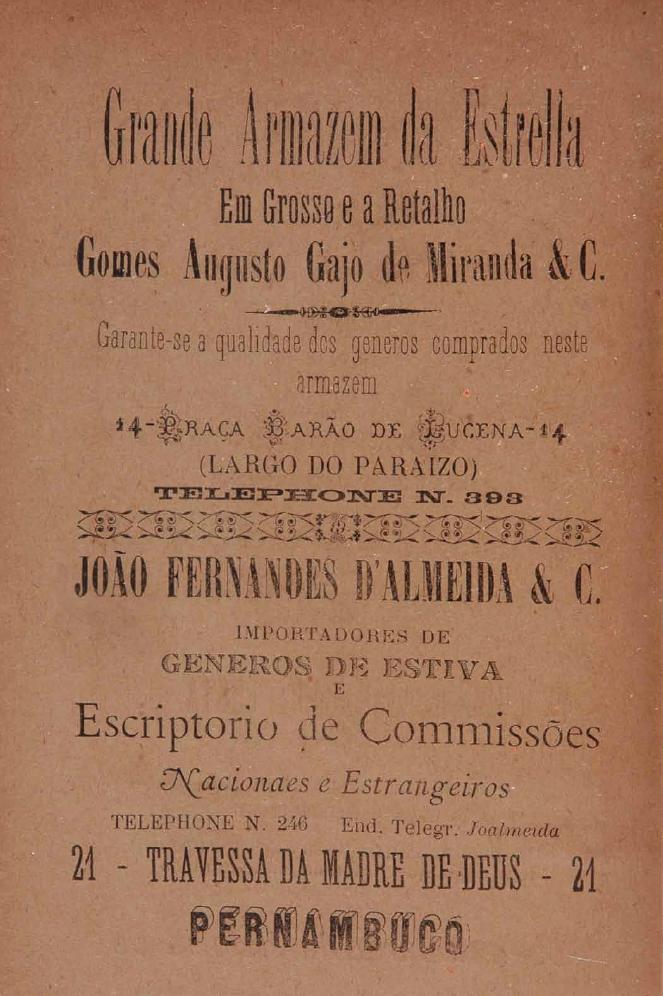 Grande Armazem da Estrella
Em Grosso e a Retalho
Gomes Augusto Gajo de Miranda & C.
Garante-se a qualidade dos generos comprados neste
armazem
14-PRAÇA BARÃO DE LUCENA-14
(LARGO DO PARAIZO)
TELEPHONE N. 393
JOÃO FERNANDES D'ALMEIDA & C.
IMPORTADORES DE
GENEROS DE ESTIVA
E
Escriptorio de Commissões
Nacionaes e Estrangeiros
TELEPHONE N. 246 End. Telegr. Joalmeida
21 - TRAVESSA DA MADRE DE DEUS - 21
PERNAMBUCO